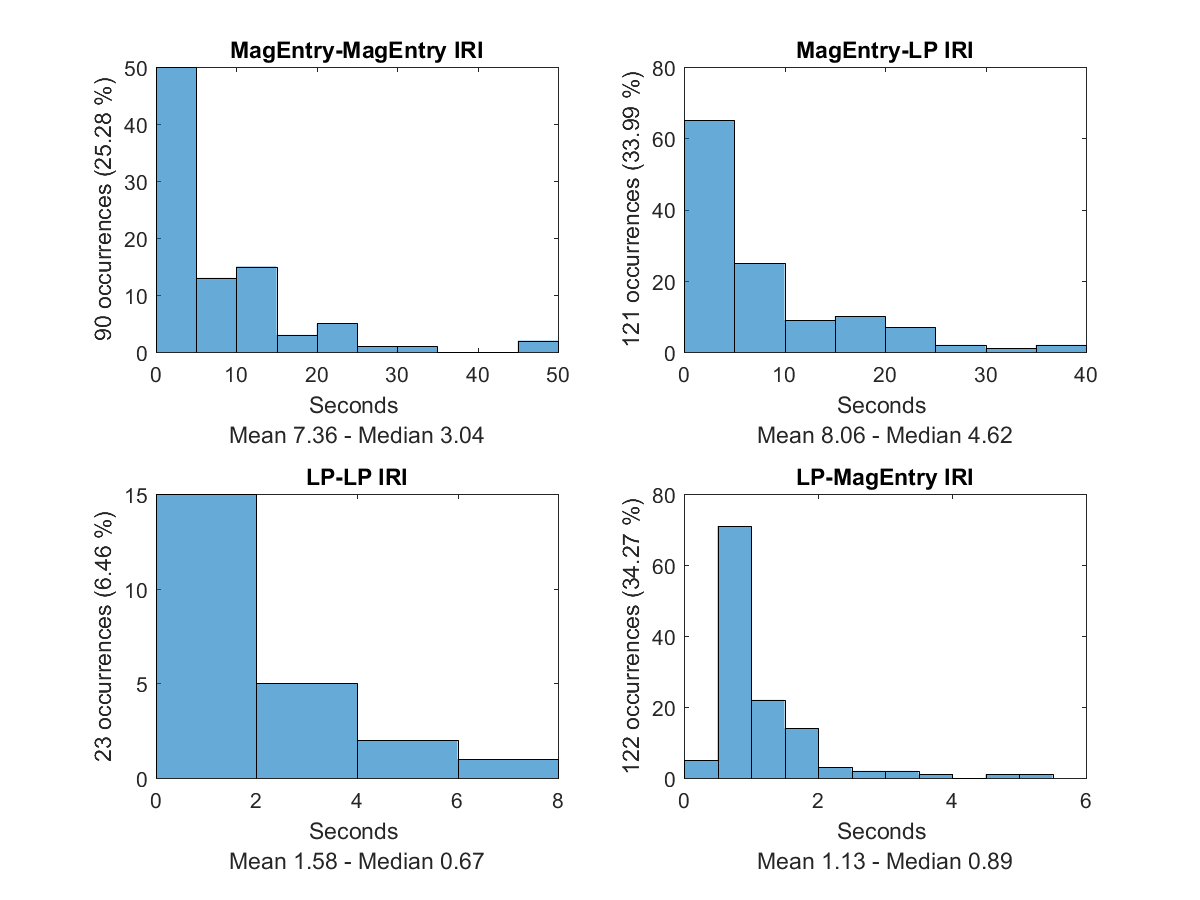 MagEntry-MagEntry IRI
90 occurrences (25.28 %)
50
40
30
20
10
0
0 10 20 30 40 50
Seconds
Mean 7.36 - Median 3.04
MagEntry-LP IRI
121 occurrences (33.99 %)
80
60
40
20
0
0 10 20 30 40
Seconds
Mean 8.06 - Median 4.62
LP-LP IRI
23 occurrences (6.46 %)
15
10
5
0
0 2 4 6 8
Seconds
Mean 1.58 - Median 0.67
LP-MagEntry IRI
122 occurrences (34.27 %)
80
60
40
20
0
0 2 4 6
Seconds
Mean 1.13 - Median 0.89